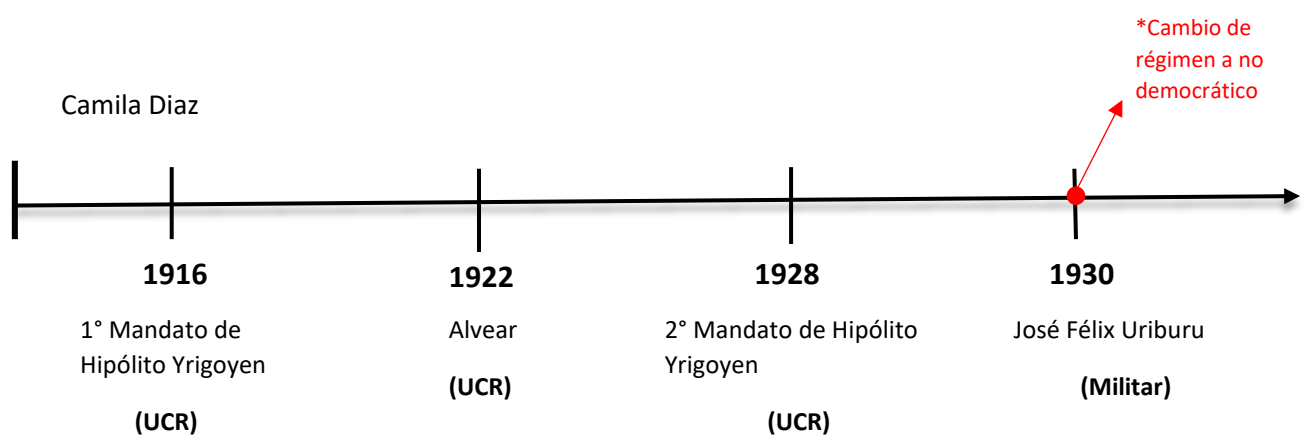 *Cambio de
régimen a no
democrático
Camila Diaz
1916
1922
1928
1930
1° Mandato de
Hipólito Yrigoyen
(UCR)
Alvear
(UCR)
2° Mandato de Hipólito
Yrigoyen
(UCR)
José Félix Uriburu
(Militar)